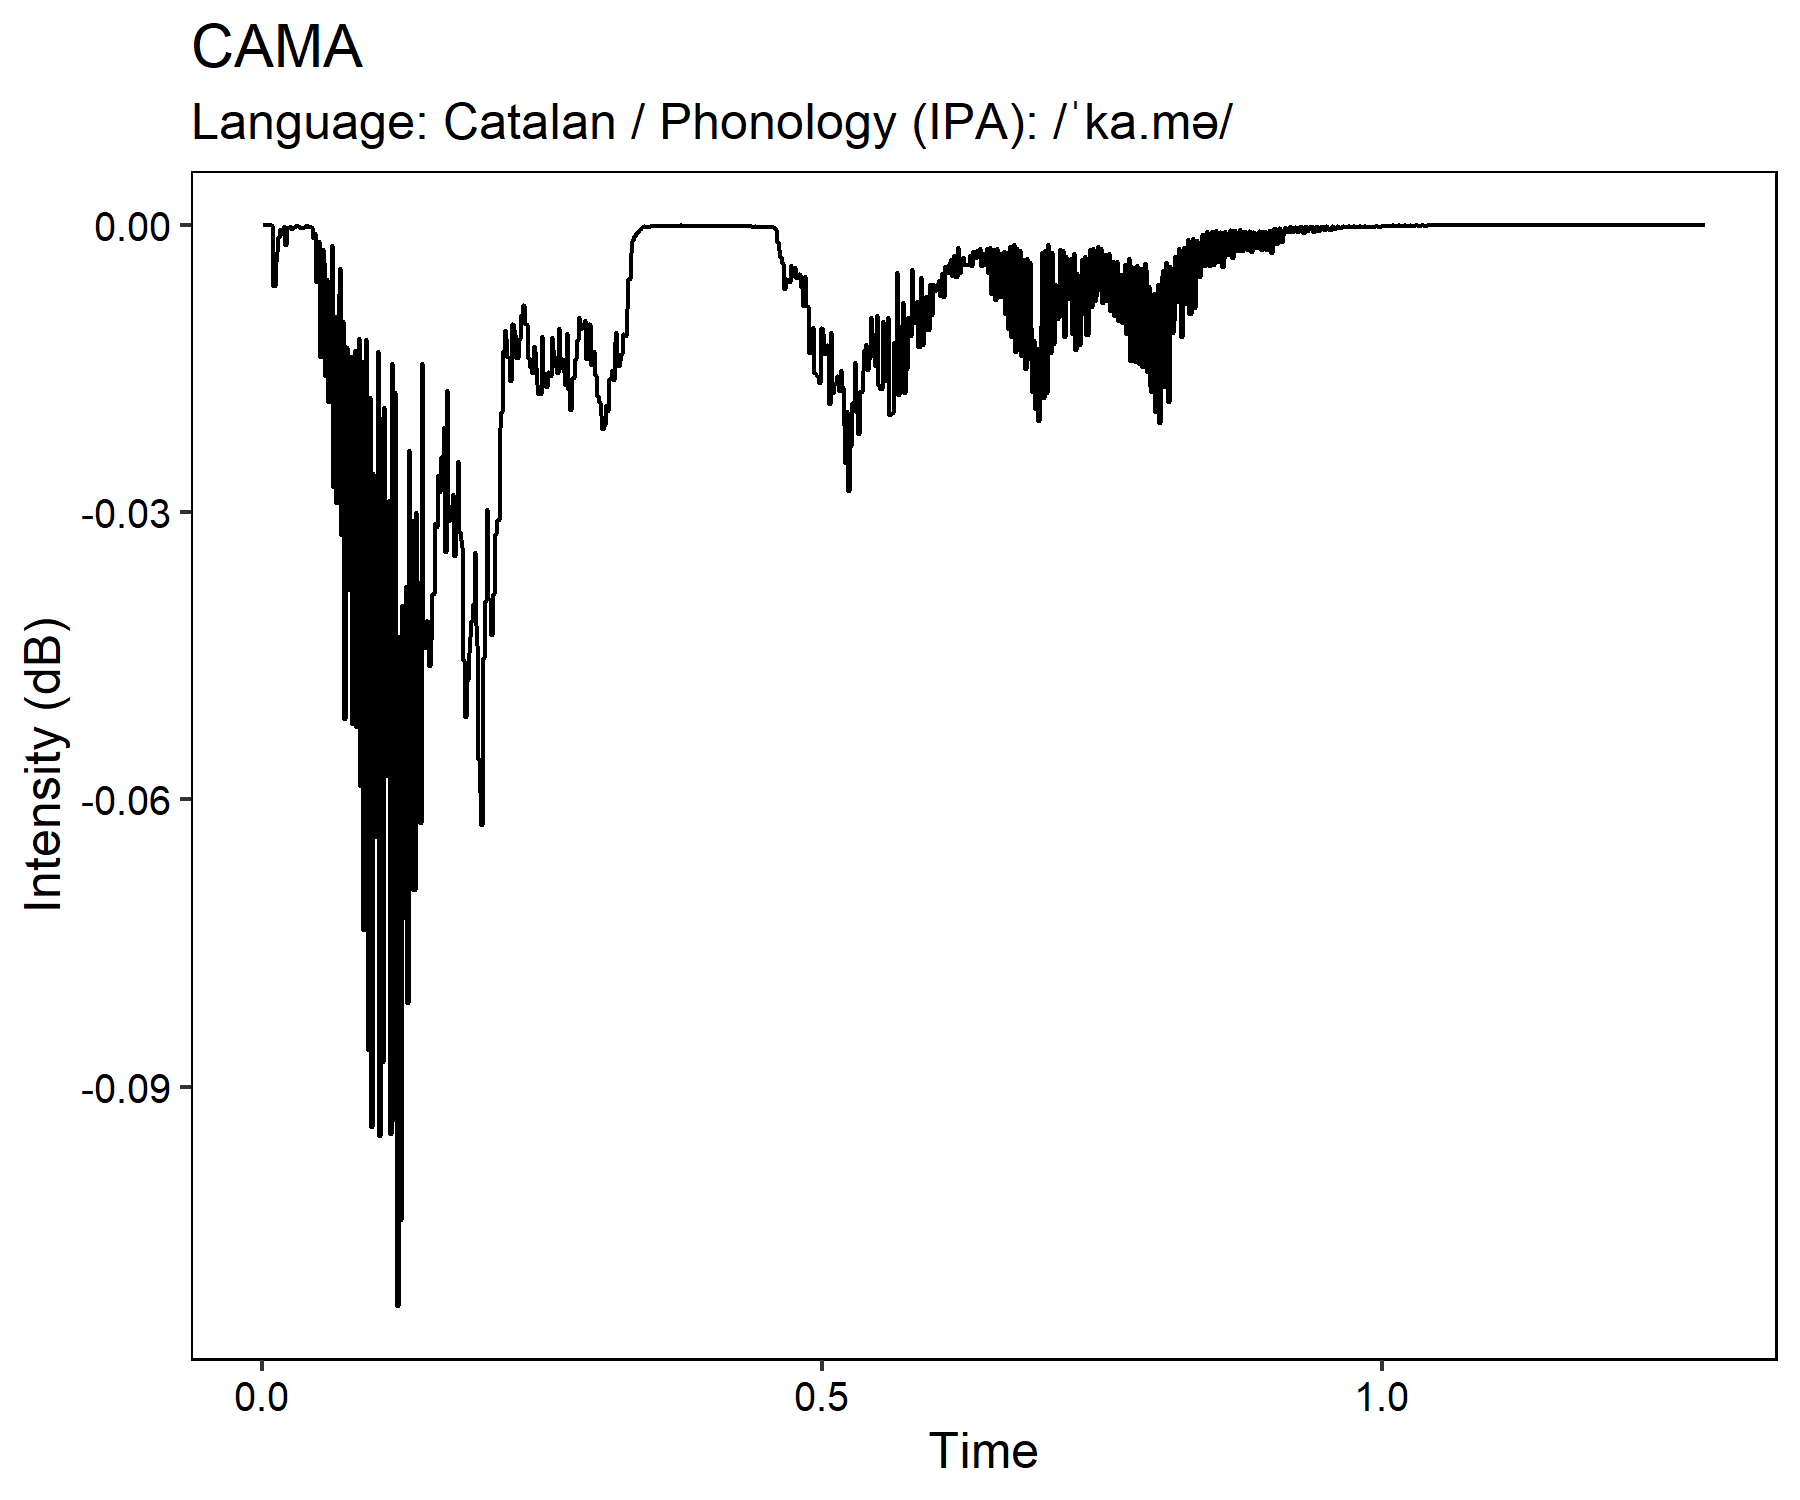 CAMA
Language: Catalan / Phonology (IPA): /ˈka.mə/
0.00
-0.03
-0.06
-0.09
Intensity (dB)
0.0
0.5
1.0
Time